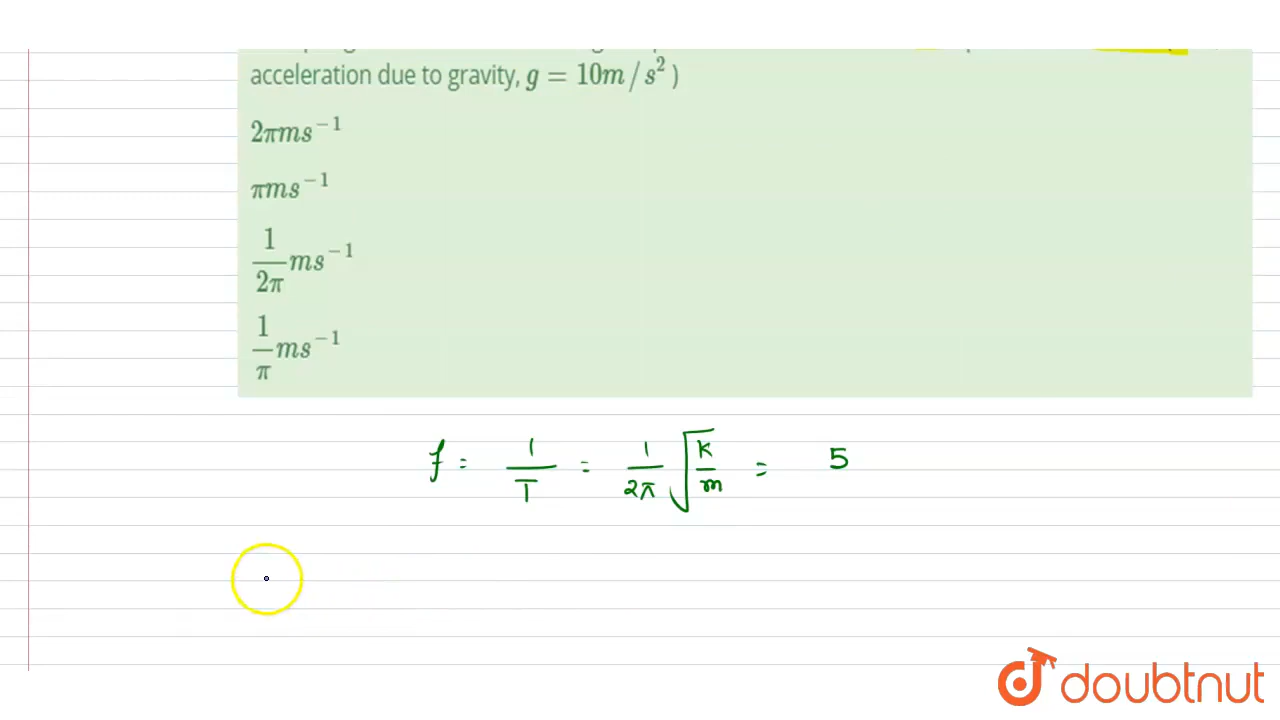 acceleration due to gravity, g = 10m/s² )
2πms⁻¹
πms⁻¹
1/2π ms⁻¹
1/π ms⁻¹
f = 1/T = 1/2π √k/m = 5
doubtnut